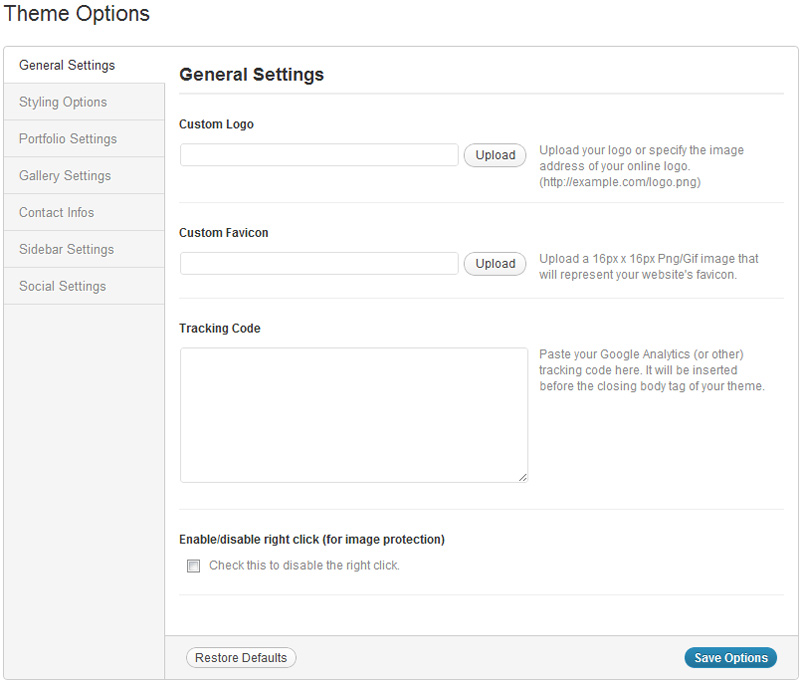 Theme Options
General Settings
Styling Options
Portfolio Settings
Gallery Settings
Contact Infos
Sidebar Settings
Social Settings
General Settings
Custom Logo
Upload
Upload your logo or specify the image
address of your online logo.
(http://example.com/logo.png)
Custom Favicon
Upload
Upload a 16px x 16px Png/Gif image that
will represent your website's favicon.
Tracking Code
Paste your Google Analytics (or other)
tracking code here. It will be inserted
before the closing body tag of your theme.
Enable/disable right click (for image protection)
Check this to disable the right click.
Restore Defaults
Save Options